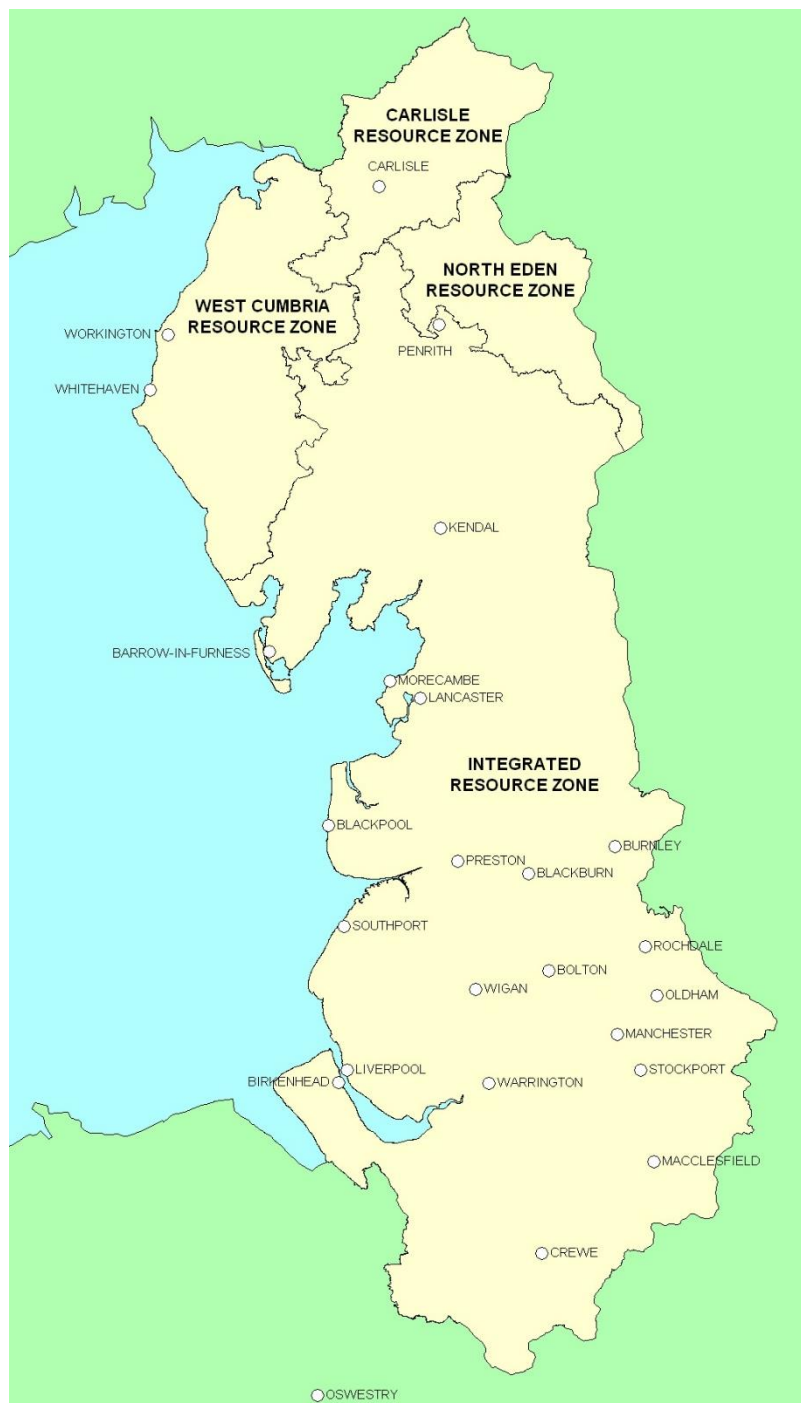 CARLISLE
RESOURCE ZONE
CARLISLE
NORTH EDEN
RESOURCE ZONE
WEST CUMBRIA
RESOURCE ZONE
WORKINGTON
PENRITH
WHITEHAVEN
KENDAL
BARROW-IN-FURNESS
MORECAMBE
LANCASTER
INTEGRATED
RESOURCE ZONE
BLACKPOOL
BURNLEY
PRESTON
BLACKBURN
SOUTHPORT
ROCHDALE
BOLTON
WIGAN
OLDHAM
MANCHESTER
LIVERPOOL
STOCKPORT
BIRKENHEAD
WARRINGTON
MACCLESFIELD
CREWE
OSWESTRY